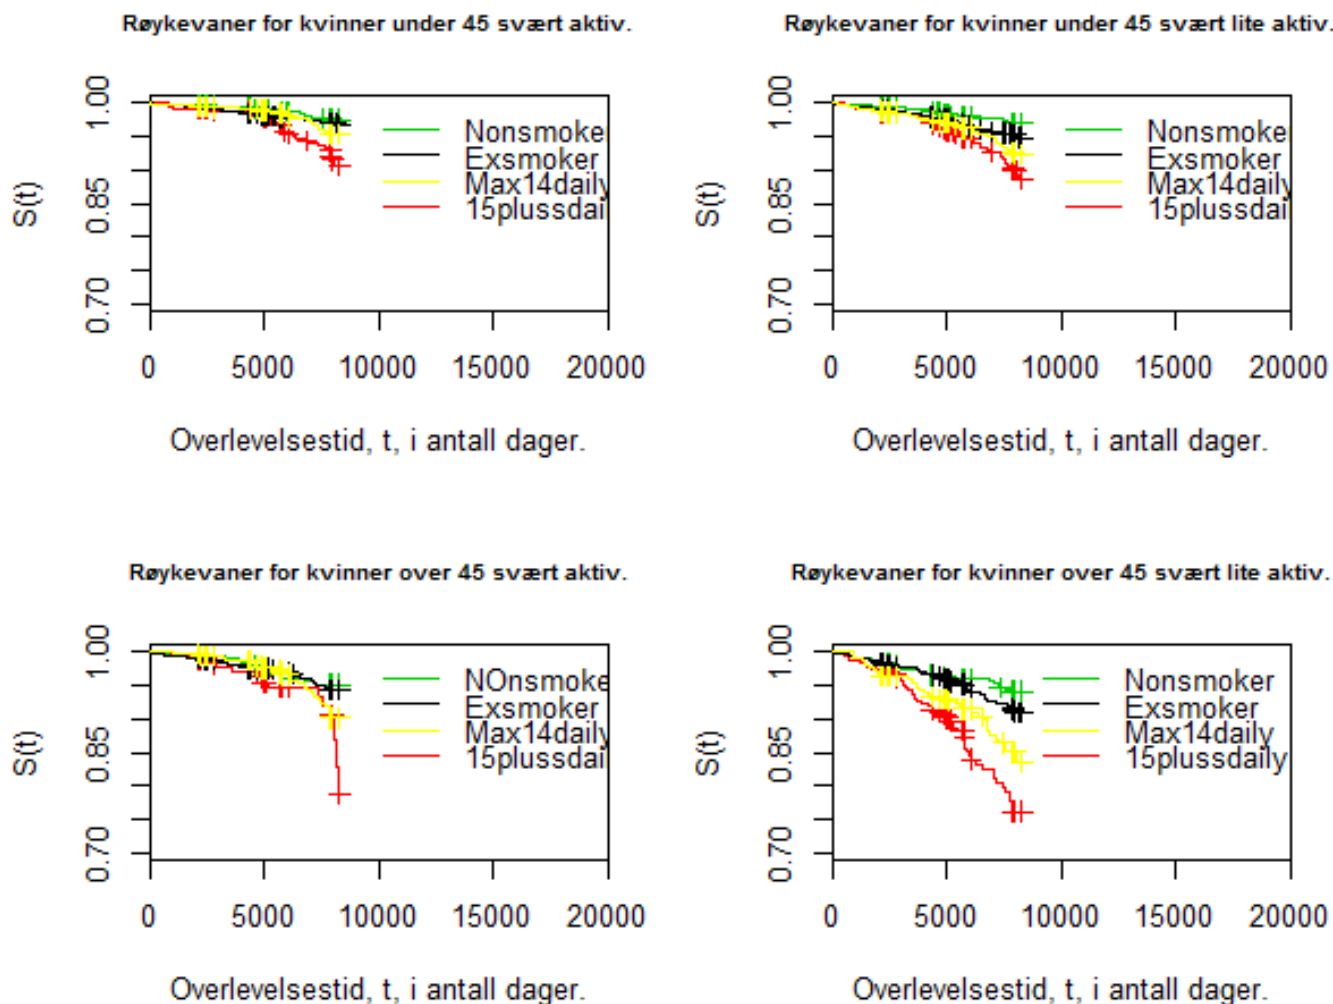 Røykevaner for kvinner under 45 svært aktiv.
S(t)
1.00
0.85
0.70
Nonsmoker
Exsmoker
Max14daily
15plussdail
0 5000 10000 15000 20000
Overlevelsestid, t, i antall dager.
Røykevaner for kvinner under 45 svært lite aktiv.
S(t)
1.00
0.85
0.70
Nonsmoker
Exsmoker
Max14daily
15plussdail
0 5000 10000 15000 20000
Overlevelsestid, t, i antall dager.
Røykevaner for kvinner over 45 svært aktiv.
S(t)
1.00
0.85
0.70
NOnsmoke
Exsmoker
Max14daily
15plussdail
0 5000 10000 15000 20000
Overlevelsestid, t, i antall dager.
Røykevaner for kvinner over 45 svært lite aktiv.
S(t)
1.00
0.85
0.70
Nonsmoker
Exsmoker
Max14daily
15plussdaily
0 5000 10000 15000 20000
Overlevelsestid, t, i antall dager.